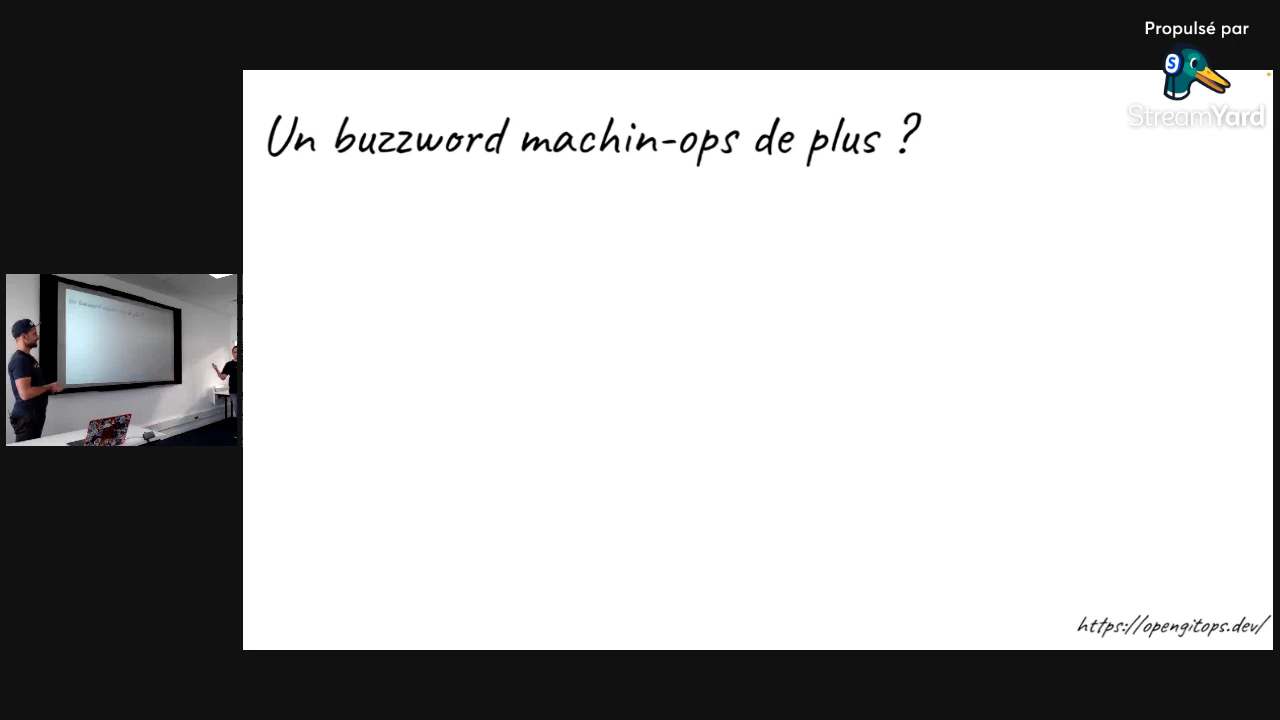 Propulsé par
StreamYard
Un buzzword machin-ops de plus ?
https://opengitops.dev/